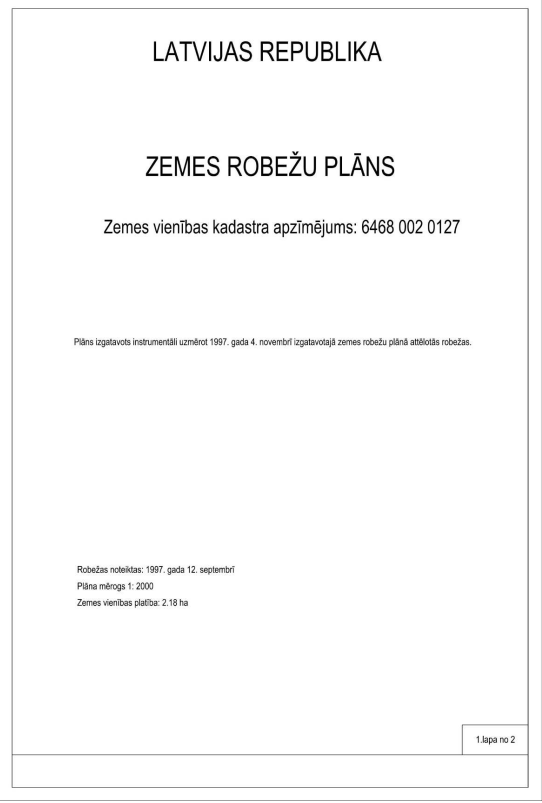 LATVIJAS REPUBLIKA
ZEMES ROBEŽU PLĀNS
Zemes vienības kadastra apzīmējums: 6468 002 0127
Plāns izgatavots instrumentāli uzmērot 1997. gada 4. novembrī izgatavotajā zemes robežu plānā attēlotās robežas.
Robežas noteiktas: 1997. gada 12. septembrī
Plāna mērogs 1: 2000
Zemes vienības platība: 2.18 ha
1.lapa no 2